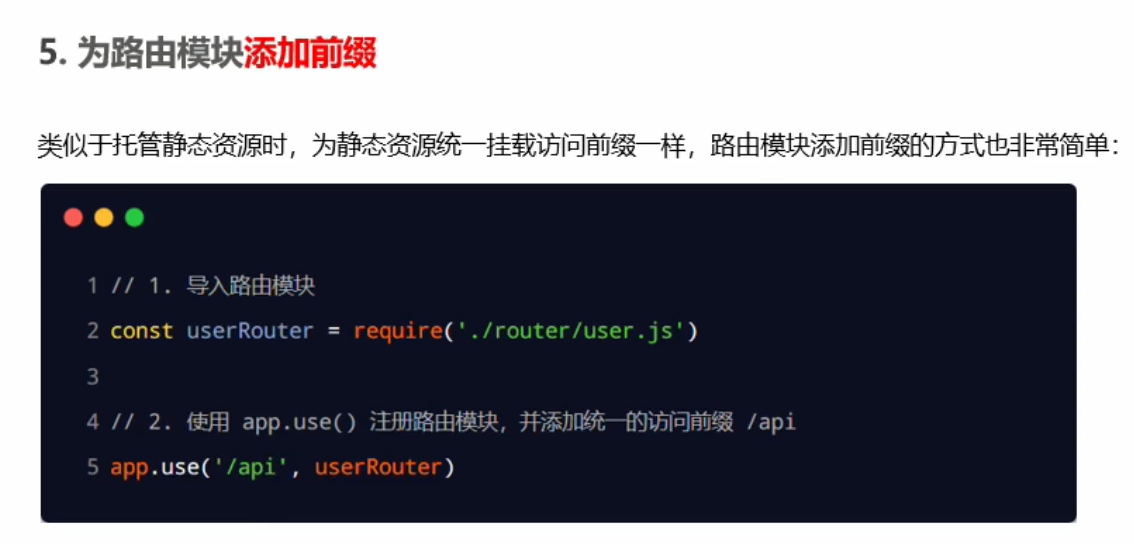 5. 为路由模块添加前缀
类似于托管静态资源时，为静态资源统一挂载访问前缀一样，路由模块添加前缀的方式也非常简单：
1 // 1. 导入路由模块
2 const userRouter = require('./router/user.js')
3
4 // 2. 使用 app.use() 注册路由模块，并添加统一的访问前缀 /api
5 app.use('/api', userRouter)